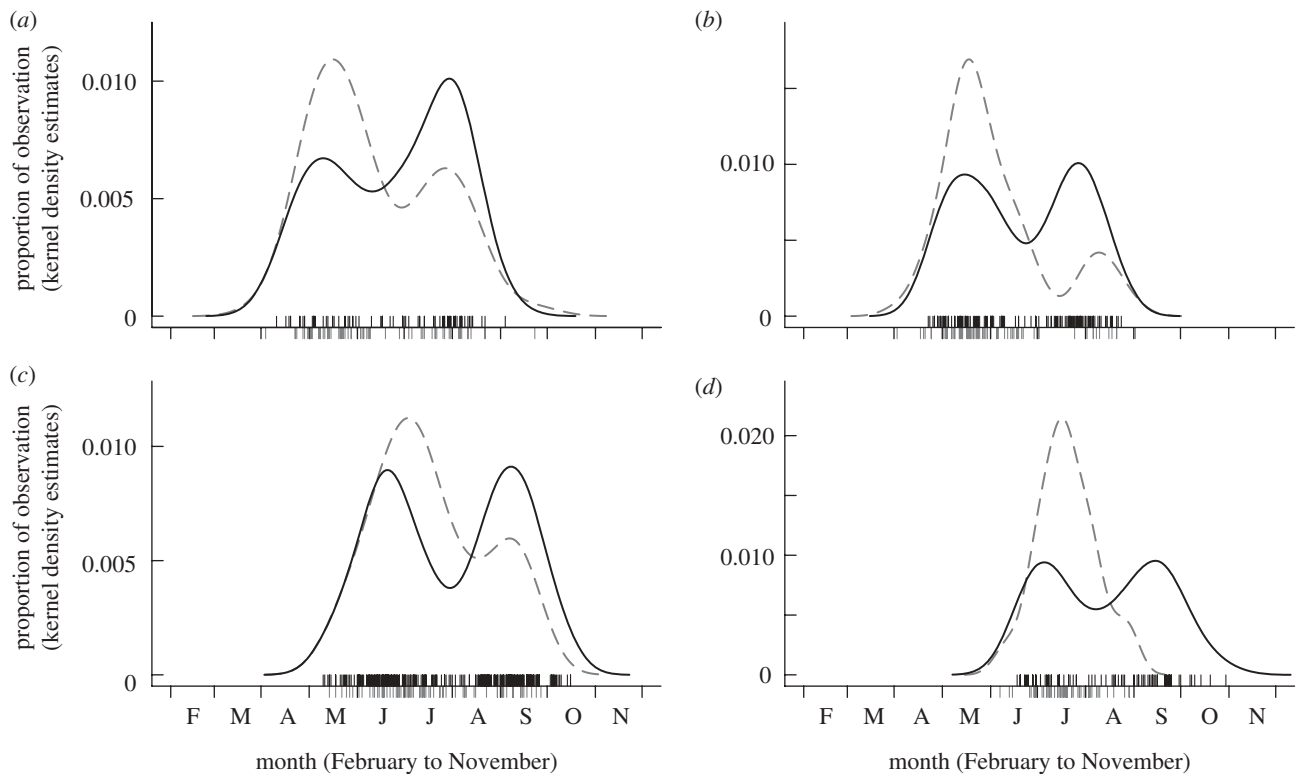 (a)
proportion of observation
(kernel density estimates)
0.010
0.005
0
(b)
0.010
0
(c)
proportion of observation
(kernel density estimates)
0.010
0.005
0
F M A M J J A S O N
month (February to November)
(d)
0.020
0.010
0
F M A M J J A S O N
month (February to November)